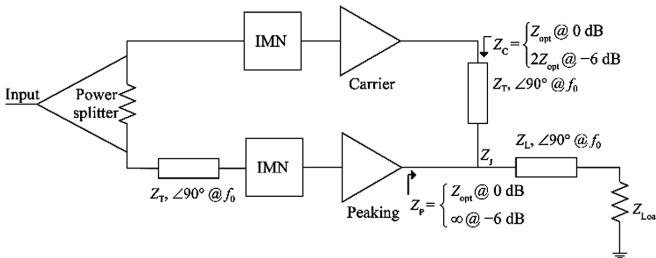 IMN
Carrier
Z_C = { Z_opt @ 0 dB
2Z_opt @ −6 dB
Z_T, ∠90° @ f_0
Input
Power
splitter
Z_T, ∠90° @ f_0
IMN
Peaking
Z_P = { Z_opt @ 0 dB
∞ @ −6 dB
Z_J
Z_L, ∠90° @ f_0
Z_Loa